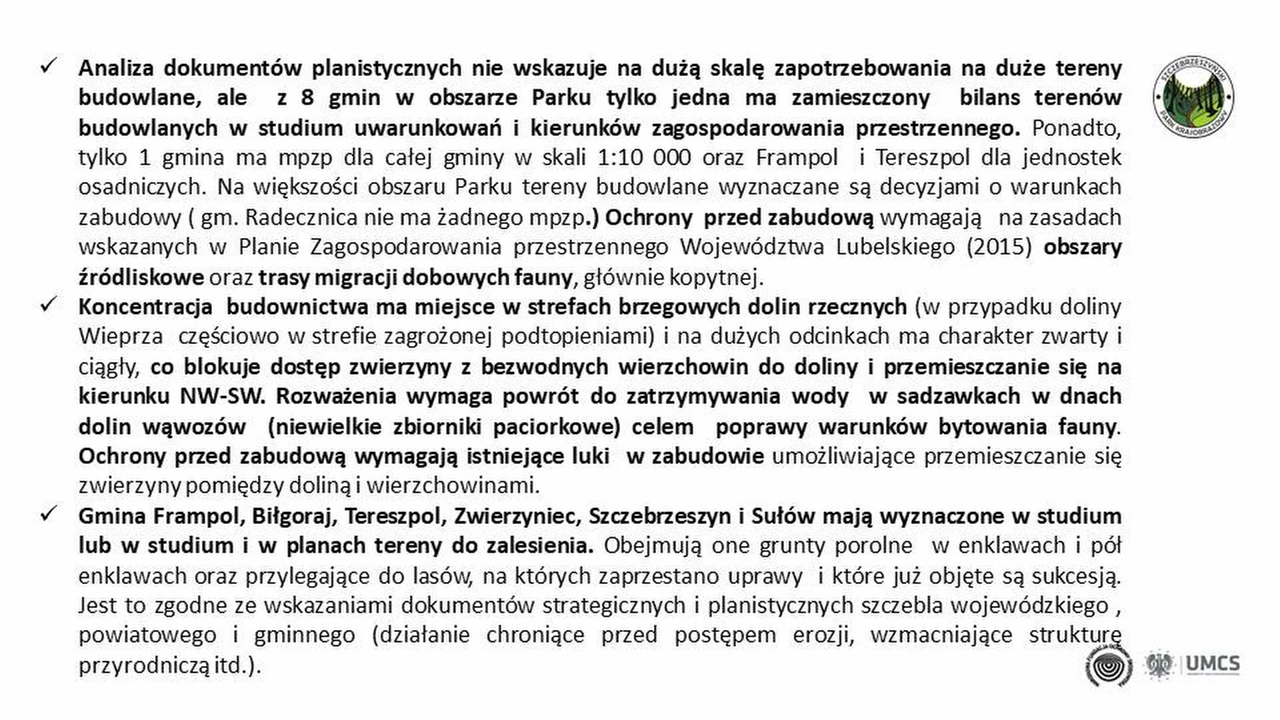 ✓ Analiza dokumentów planistycznych nie wskazuje na dużą skalę zapotrzebowania na duże tereny
budowlane, ale z 8 gmin w obszarze Parku tylko jedna ma zamieszczony bilans terenów
budowlanych w studium uwarunkowań i kierunków zagospodarowania przestrzennego. Ponadto,
tylko 1 gmina ma mpzp dla całej gminy w skali 1:10 000 oraz Frampol i Tereszpol dla jednostek
osadniczych. Na większości obszaru Parku tereny budowlane wyznaczane są decyzjami o warunkach
zabudowy ( gm. Radecznica nie ma żadnego mpzp.) Ochrony przed zabudową wymagają na zasadach
wskazanych w Planie Zagospodarowania przestrzennego Województwa Lubelskiego (2015) obszary
źródliskowe oraz trasy migracji dobowych fauny, głównie kopytnej.
✓ Koncentracja budownictwa ma miejsce w strefach brzegowych dolin rzecznych (w przypadku doliny
Wieprza częściowo w strefie zagrożonej podtopieniami) i na dużych odcinkach ma charakter zwarty i
ciągły, co blokuje dostęp zwierzyny z bezwodnych wierzchowin do doliny i przemieszczanie się na
kierunku NW-SW. Rozważenia wymaga powrót do zatrzymywania wody w sadzawkach w dnach
dolin wąwozów (niewielkie zbiorniki paciorkowe) celem poprawy warunków bytowania fauny.
Ochrony przed zabudową wymagają istniejące luki w zabudowie umożliwiające przemieszczanie się
zwierzyny pomiędzy doliną i wierzchowinami.
✓ Gmina Frampol, Biłgoraj, Tereszpol, Zwierzyniec, Szczebrzeszyn i Sułów mają wyznaczone w studium
lub w studium i w planach tereny do zalesienia. Obejmują one grunty porolne w enklawach i pół
enklawach oraz przylegające do lasów, na których zaprzestano uprawy i które już objęte są sukcesją.
Jest to zgodne ze wskazaniami dokumentów strategicznych i planistycznych szczebla wojewódzkiego ,
powiatowego i gminnego (działanie chroniące przed postępem erozji, wzmacniające strukturę
przyrodniczą itd.).
SZCZEBRZESZYŃSKI
PARK KRAJOBRAZOWY
UMCS